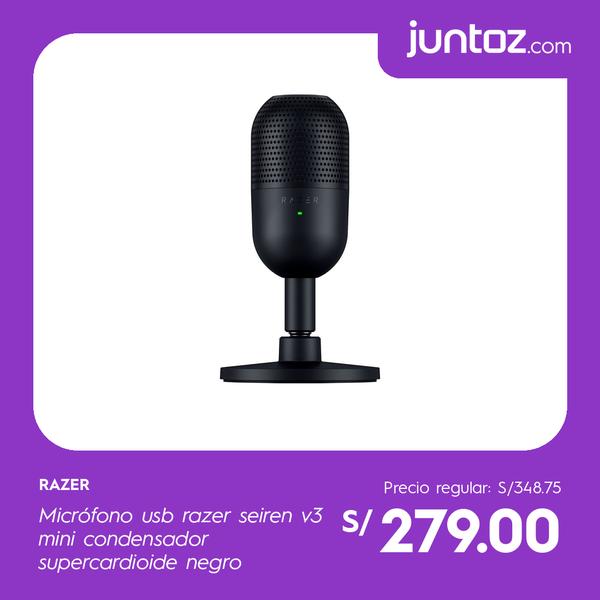 juntoz.com
RAZER
RAZER
Precio regular: S/348.75
Micrófono usb razer seiren v3
mini condensador
supercardioide negro
S/279.00